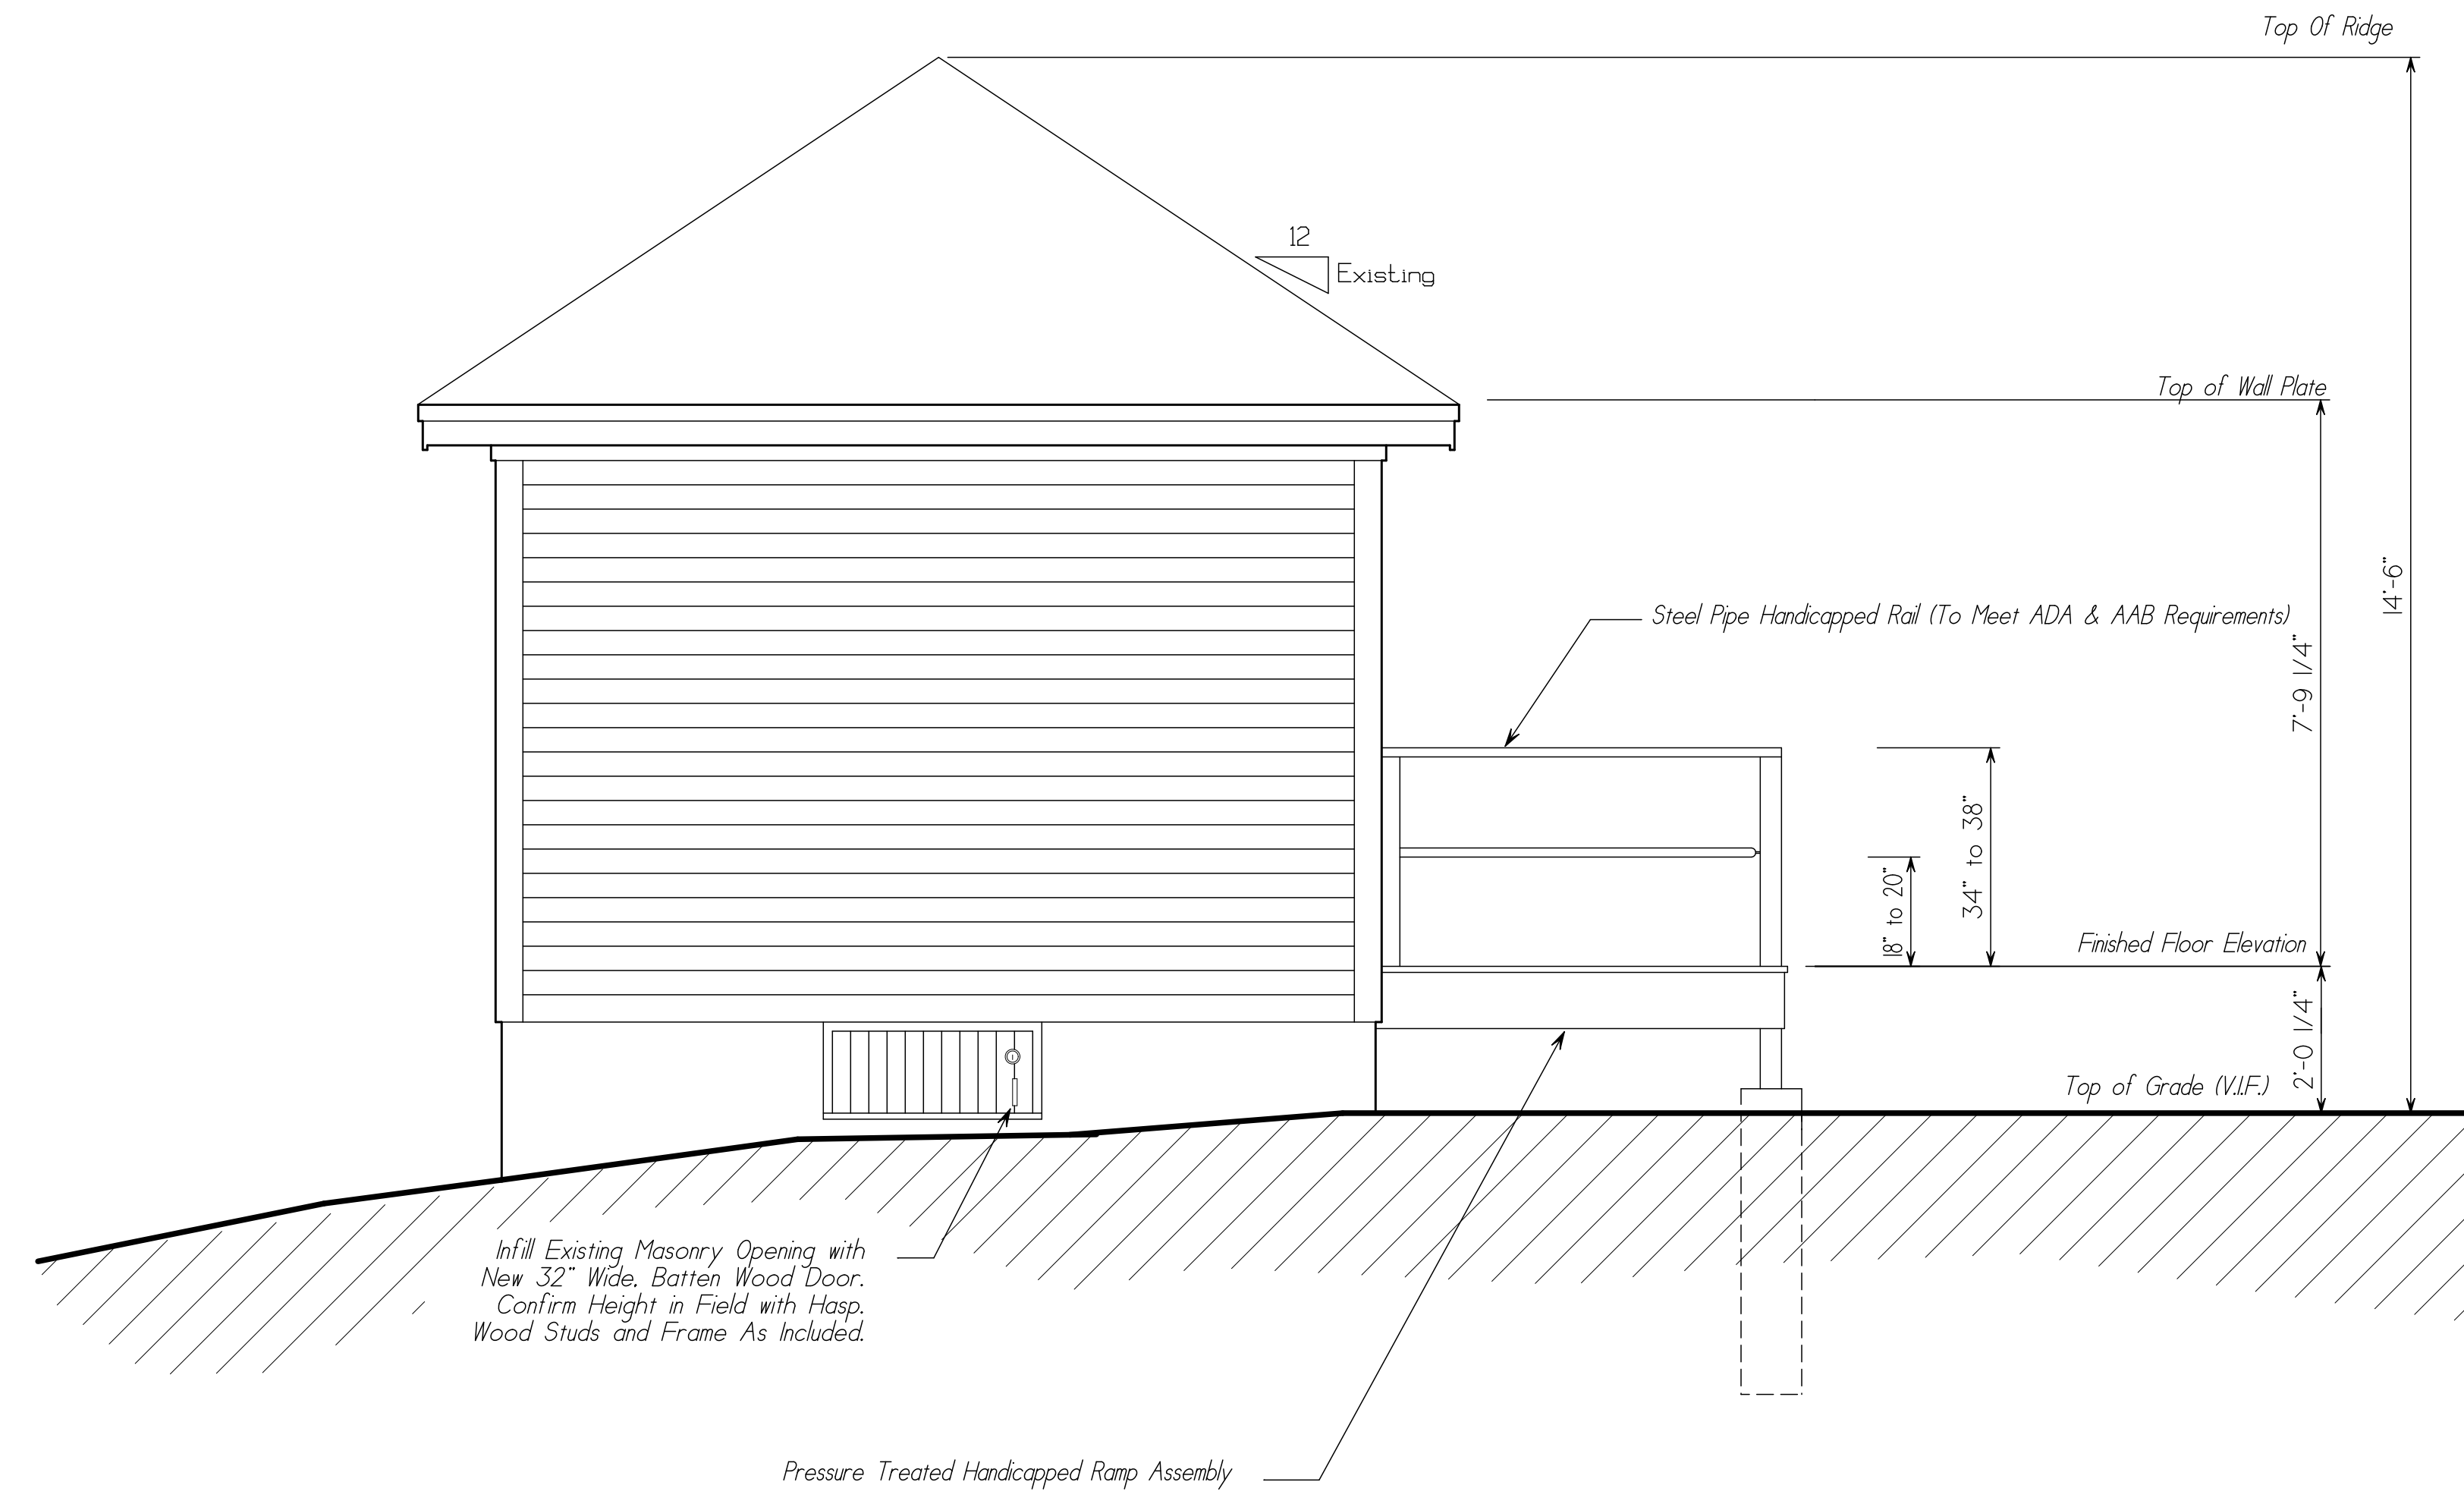 Top Of Ridge
12
Existing
Top of Wall Plate
14'-6"
Steel Pipe Handicapped Rail (To Meet ADA & AAB Requirements)
7'-9 1/4"
34" to 38"
18" to 20"
Finished Floor Elevation
2'-0 1/4"
Top of Grade (V.I.F.)
Infill Existing Masonry Opening with
New 32" Wide, Batten Wood Door.
Confirm Height in Field with Hasp.
Wood Studs and Frame As Included.
Pressure Treated Handicapped Ramp Assembly